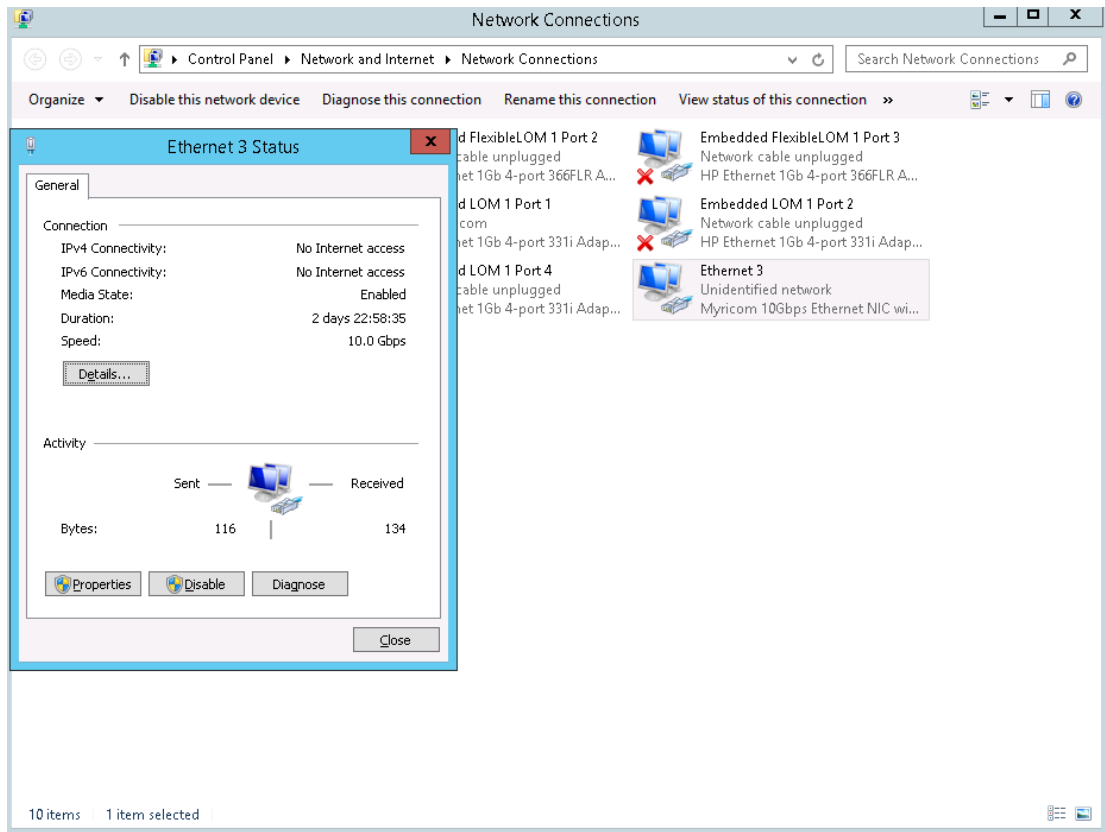 Network Connections
Control Panel Network and Internet Network Connections
Search Network Connections
Organize Disable this network device Diagnose this connection Rename this connection View status of this connection »
Ethernet 3 Status
General
Connection
IPv4 Connectivity: No Internet access
IPv6 Connectivity: No Internet access
Media State: Enabled
Duration: 2 days 22:58:35
Speed: 10.0 Gbps
Details...
Activity
Sent Received
Bytes: 116 134
Properties Disable Diagnose
Close
d FlexibleLOM 1 Port 2
cable unplugged
net 1Gb 4-port 366FLR A...
Embedded FlexibleLOM 1 Port 3
Network cable unplugged
HP Ethernet 1Gb 4-port 366FLR A...
d LOM 1 Port 1
com
net 1Gb 4-port 331i Adap...
Embedded LOM 1 Port 2
Network cable unplugged
HP Ethernet 1Gb 4-port 331i Adap...
d LOM 1 Port 4
cable unplugged
net 1Gb 4-port 331i Adap...
Ethernet 3
Unidentified network
Myricom 10Gbps Ethernet NIC wi...
10 items 1 item selected